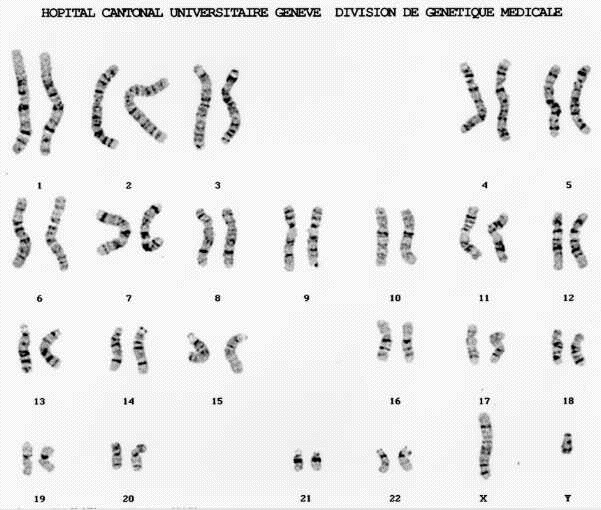 HOPITAL CANTONAL UNIVERSITAIRE GENEVE DIVISION DE GENETIQUE MEDICALE
1 2 3 4 5
6 7 8 9 10 11 12
13 14 15 16 17 18
19 20 21 22 X Y